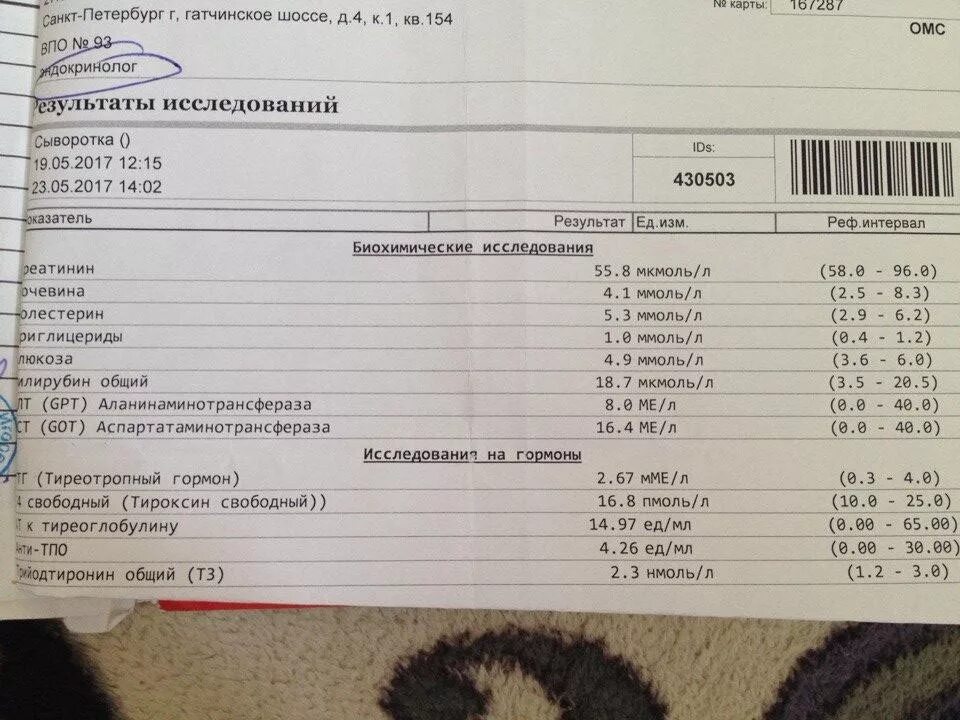 Санкт-Петербург г, гатчинское шоссе, д.4, к.1, кв.154
№ карты: 167287
ОМС
ВПО № 93
эндокринолог
Результаты исследований
Сыворотка ()
19.05.2017 12:15
23.05.2017 14:02
IDs:
430503
оказатель Результат Ед.изм. Реф.интервал
Биохимические исследования
реатинин 55.8 мкмоль/л (58.0 - 96.0)
очевина 4.1 ммоль/л (2.5 - 8.3)
олестерин 5.3 ммоль/л (2.9 - 6.2)
риглицериды 1.0 ммоль/л (0.4 - 1.2)
люкоза 4.9 ммоль/л (3.6 - 6.0)
илирубин общий 18.7 мкмоль/л (3.5 - 20.5)
ЛТ (GPT) Аланинаминотрансфераза 8.0 МЕ/л (0.0 - 40.0)
СТ (GOT) Аспартатаминотрансфераза 16.4 МЕ/л (0.0 - 40.0)
Исследования на гормоны
ТГ (Тиреотропный гормон) 2.67 мМЕ/л (0.3 - 4.0)
4 свободный (Тироксин свободный)) 16.8 пмоль/л (10.0 - 25.0)
Т к тиреоглобулину 14.97 ед/мл (0.00 - 65.00)
нти-ТПО 4.26 ед/мл (0.00 - 30.00)
рийодтиронин общий (Т3) 2.3 нмоль/л (1.2 - 3.0)